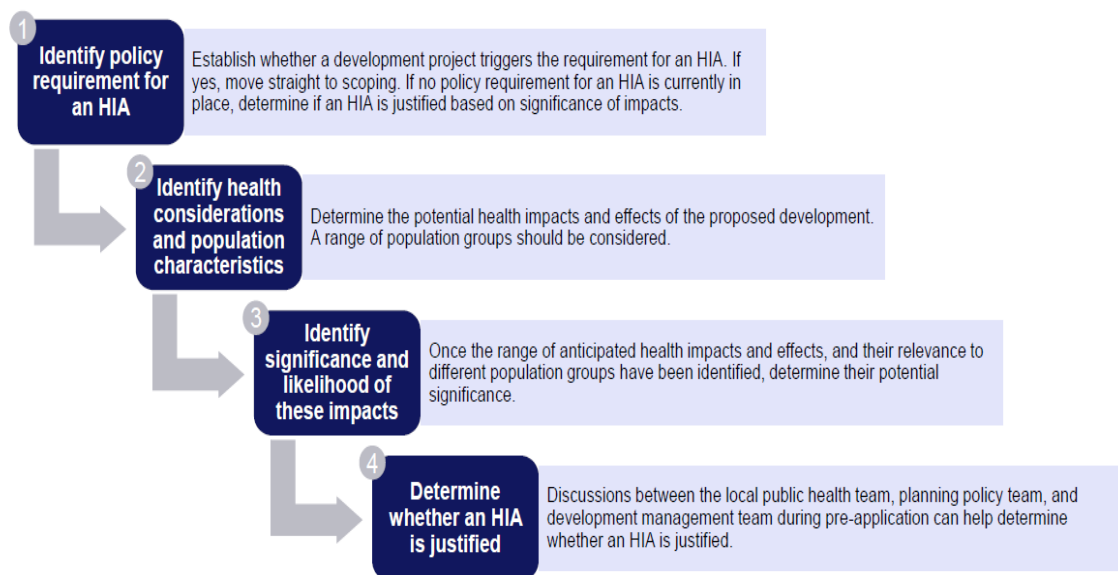 1
Identify policy
requirement for
an HIA
Establish whether a development project triggers the requirement for an HIA. If
yes, move straight to scoping. If no policy requirement for an HIA is currently in
place, determine if an HIA is justified based on significance of impacts.
2
Identify health
considerations
and population
characteristics
Determine the potential health impacts and effects of the proposed development.
A range of population groups should be considered.
3
Identify
significance and
likelihood of
these impacts
Once the range of anticipated health impacts and effects, and their relevance to
different population groups have been identified, determine their potential
significance.
4
Determine
whether an HIA
is justified
Discussions between the local public health team, planning policy team, and
development management team during pre-application can help determine
whether an HIA is justified.